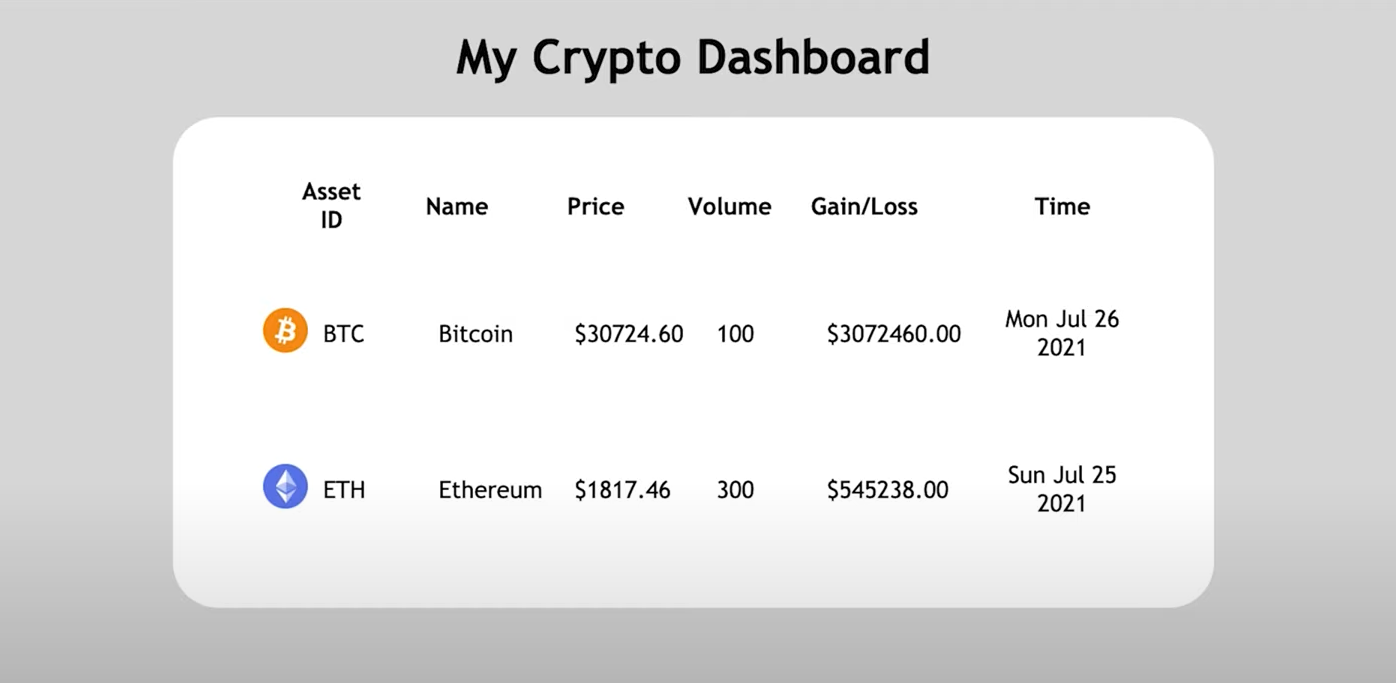 My Crypto Dashboard
Asset ID Name Price Volume Gain/Loss Time
BTC Bitcoin $30724.60 100 $3072460.00 Mon Jul 26 2021
ETH Ethereum $1817.46 300 $545238.00 Sun Jul 25 2021